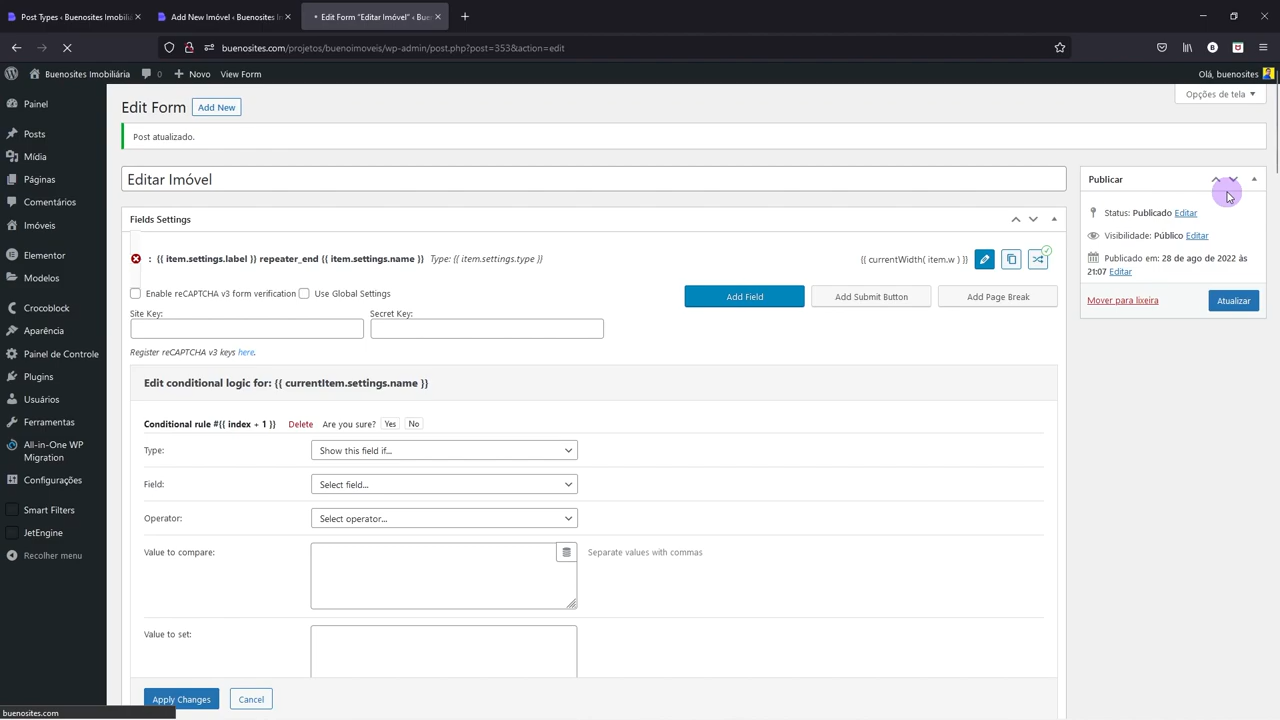 Post Types ‹ Buenosites Imobiliá
Add New Imóvel ‹ Buenosites I
Edit Form "Editar Imóvel" ‹ Bu
buenosites.com/projetos/buenoimoveis/wp-admin/post.php?post=353&action=edit
Buenosites Imobiliária
0
Novo
View Form
Olá, buenosites
Painel
Posts
Mídia
Páginas
Comentários
Imóveis
Elementor
Modelos
Crocoblock
Aparência
Painel de Controle
Plugins
Usuários
Ferramentas
All-in-One WP
Migration
Configurações
Smart Filters
JetEngine
Recolher menu
Opções de tela
Edit Form
Add New
Post atualizado.
Editar Imóvel
Fields Settings
: {{ item.settings.label }} repeater_end {{ item.settings.name }} Type: {{ item.settings.type }}
{{ currentWidth( item.w ) }}
Enable reCAPTCHA v3 form verification
Use Global Settings
Add Field
Add Submit Button
Add Page Break
Site Key:
Secret Key:
Register reCAPTCHA v3 keys here.
Edit conditional logic for: {{ currentItem.settings.name }}
Conditional rule #{{ index + 1 }} Delete Are you sure? Yes No
Type:
Show this field if...
Field:
Select field...
Operator:
Select operator...
Value to compare:
Separate values with commas
Value to set:
Apply Changes
Cancel
Publicar
Status: Publicado Editar
Visibilidade: Público Editar
Publicado em: 28 de ago de 2022 às
21:07 Editar
Mover para lixeira
Atualizar
buenosites.com